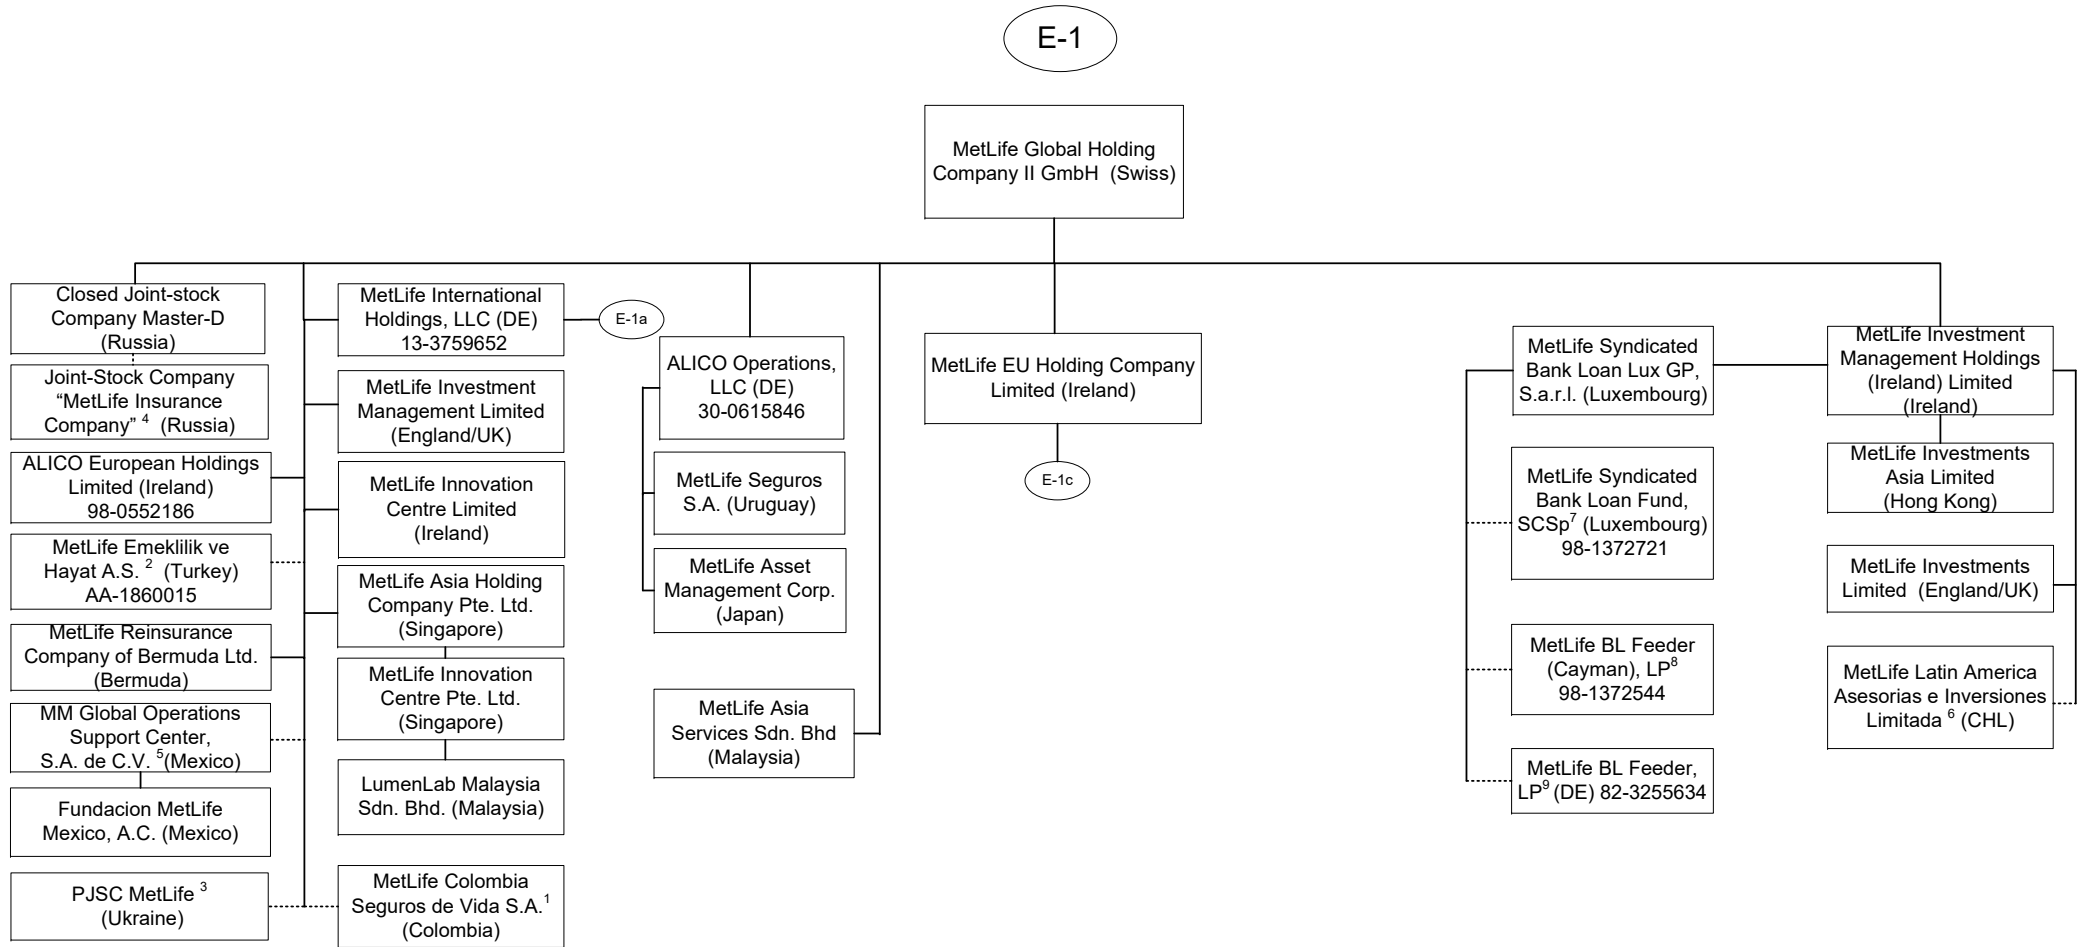 E-1
MetLife Global Holding
Company II GmbH (Swiss)
Closed Joint-stock
Company Master-D
(Russia)
Joint-Stock Company
“MetLife Insurance
Company” 4 (Russia)
ALICO European Holdings
Limited (Ireland)
98-0552186
MetLife Emeklilik ve
Hayat A.S. 2 (Turkey)
AA-1860015
MetLife Reinsurance
Company of Bermuda Ltd.
(Bermuda)
MM Global Operations
Support Center,
S.A. de C.V. 5(Mexico)
Fundacion MetLife
Mexico, A.C. (Mexico)
PJSC MetLife 3
(Ukraine)
MetLife International
Holdings, LLC (DE)
13-3759652
E-1a
MetLife Investment
Management Limited
(England/UK)
MetLife Innovation
Centre Limited
(Ireland)
MetLife Asia Holding
Company Pte. Ltd.
(Singapore)
MetLife Innovation
Centre Pte. Ltd.
(Singapore)
LumenLab Malaysia
Sdn. Bhd. (Malaysia)
MetLife Colombia
Seguros de Vida S.A.1
(Colombia)
ALICO Operations,
LLC (DE)
30-0615846
MetLife Seguros
S.A. (Uruguay)
MetLife Asset
Management Corp.
(Japan)
MetLife Asia
Services Sdn. Bhd
(Malaysia)
MetLife EU Holding Company
Limited (Ireland)
E-1c
MetLife Syndicated
Bank Loan Lux GP,
S.a.r.l. (Luxembourg)
MetLife Syndicated
Bank Loan Fund,
SCSp7 (Luxembourg)
98-1372721
MetLife BL Feeder
(Cayman), LP8
98-1372544
MetLife BL Feeder,
LP9 (DE) 82-3255634
MetLife Investment
Management Holdings
(Ireland) Limited
(Ireland)
MetLife Investments
Asia Limited
(Hong Kong)
MetLife Investments
Limited (England/UK)
MetLife Latin America
Asesorias e Inversiones
Limitada 6 (CHL)